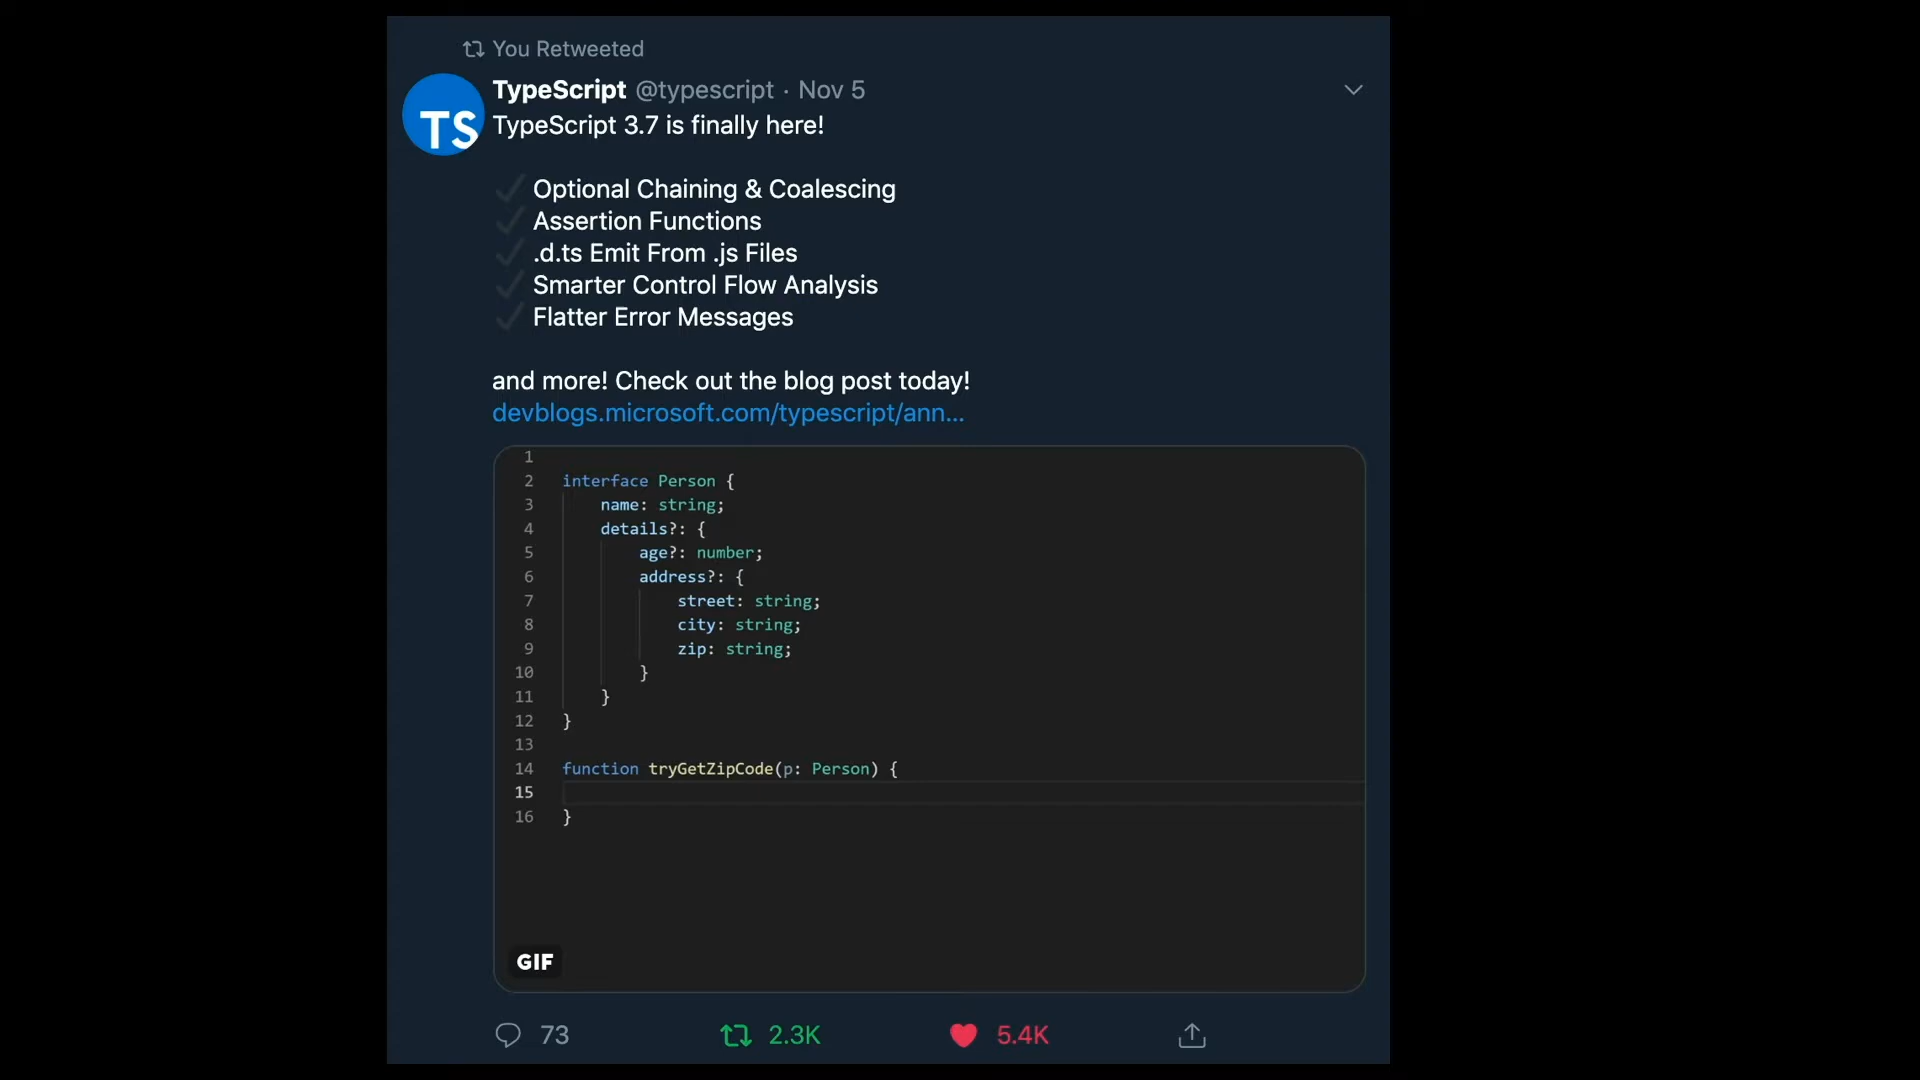 You Retweeted
TypeScript @typescript · Nov 5
TS
TypeScript 3.7 is finally here!
Optional Chaining & Coalescing
Assertion Functions
.d.ts Emit From .js Files
Smarter Control Flow Analysis
Flatter Error Messages
and more! Check out the blog post today!
devblogs.microsoft.com/typescript/ann...
1
2 interface Person {
3 name: string;
4 details?: {
5 age?: number;
6 address?: {
7 street: string;
8 city: string;
9 zip: string;
10 }
11 }
12 }
13
14 function tryGetZipCode(p: Person) {
15
16 }
GIF
73 2.3K 5.4K